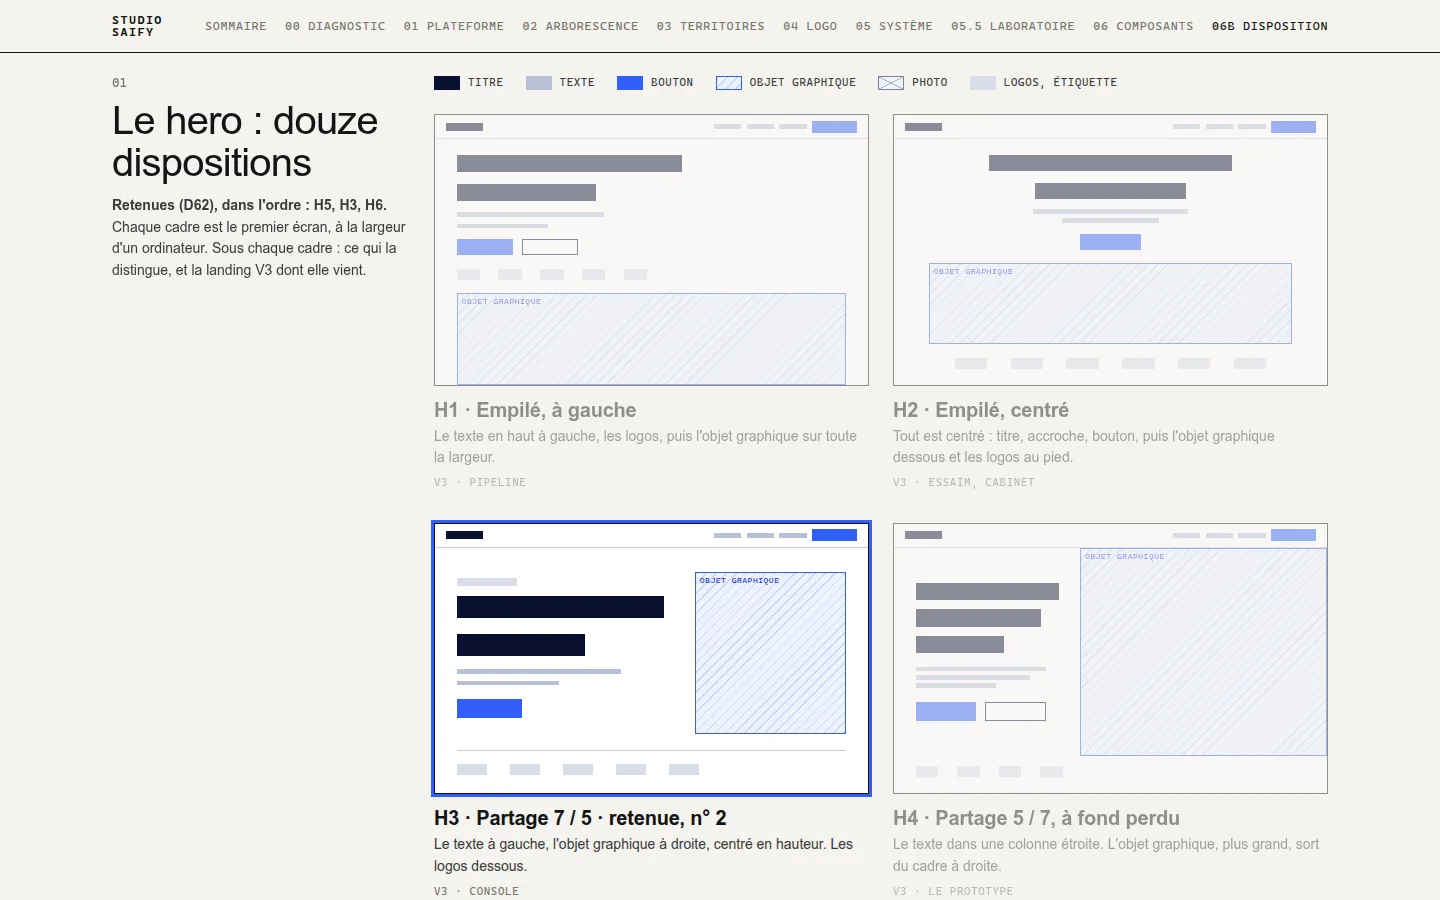 STUDIO
SAIFY
SOMMAIRE 00 DIAGNOSTIC 01 PLATEFORME 02 ARBORESCENCE 03 TERRITOIRES 04 LOGO 05 SYSTÈME 05.5 LABORATOIRE 06 COMPOSANTS 06B DISPOSITION
01
Le hero : douze
dispositions
Retenues (D62), dans l'ordre : H5, H3, H6.
Chaque cadre est le premier écran, à la largeur
d'un ordinateur. Sous chaque cadre : ce qui la
distingue, et la landing V3 dont elle vient.
TITRE TEXTE BOUTON OBJET GRAPHIQUE PHOTO LOGOS, ÉTIQUETTE
OBJET GRAPHIQUE
H1 · Empilé, à gauche
Le texte en haut à gauche, les logos, puis l'objet graphique sur toute
la largeur.
V3 · PIPELINE
OBJET GRAPHIQUE
H2 · Empilé, centré
Tout est centré : titre, accroche, bouton, puis l'objet graphique
dessous et les logos au pied.
V3 · ESSAIM, CABINET
OBJET GRAPHIQUE
H3 · Partage 7 / 5 · retenue, n° 2
Le texte à gauche, l'objet graphique à droite, centré en hauteur. Les
logos dessous.
V3 · CONSOLE
OBJET GRAPHIQUE
H4 · Partage 5 / 7, à fond perdu
Le texte dans une colonne étroite. L'objet graphique, plus grand, sort
du cadre à droite.
V3 · LE PROTOTYPE